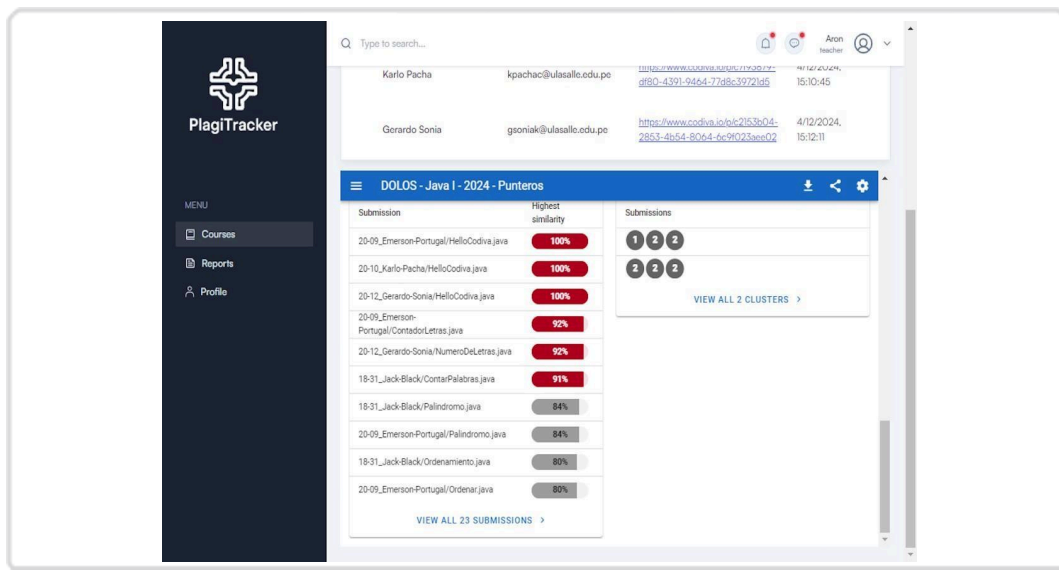 Type to search...
Aron
teacher
PlagiTracker
MENU
Courses
Reports
Profile
Karlo Pacha kpachac@ulasalle.edu.pe
df80-4391-9464-77d8c39721d5 15:10:45
Gerardo Sonia gsoniak@ulasalle.edu.pe https://www.codiva.io/p/c2153b04- 4/12/2024,
2853-4b54-8064-6c9f023aee02 15:12:11
DOLOS - Java I - 2024 - Punteros
Submission Highest
similarity
20-09_Emerson-Portugal/HelloCodiva.java 100%
20-10_Karlo-Pacha/HelloCodiva.java 100%
20-12_Gerardo-Sonia/HelloCodiva.java 100%
20-09_Emerson-
Portugal/ContadorLetras.java 92%
20-12_Gerardo-Sonia/NumeroDeLetras.java 92%
18-31_Jack-Black/ContarPalabras.java 91%
18-31_Jack-Black/Palindromo.java 84%
20-09_Emerson-Portugal/Palindromo.java 84%
18-31_Jack-Black/Ordenamiento.java 80%
20-09_Emerson-Portugal/Ordenar.java 80%
VIEW ALL 23 SUBMISSIONS >
Submissions
1 2 2
2 2 2
VIEW ALL 2 CLUSTERS >